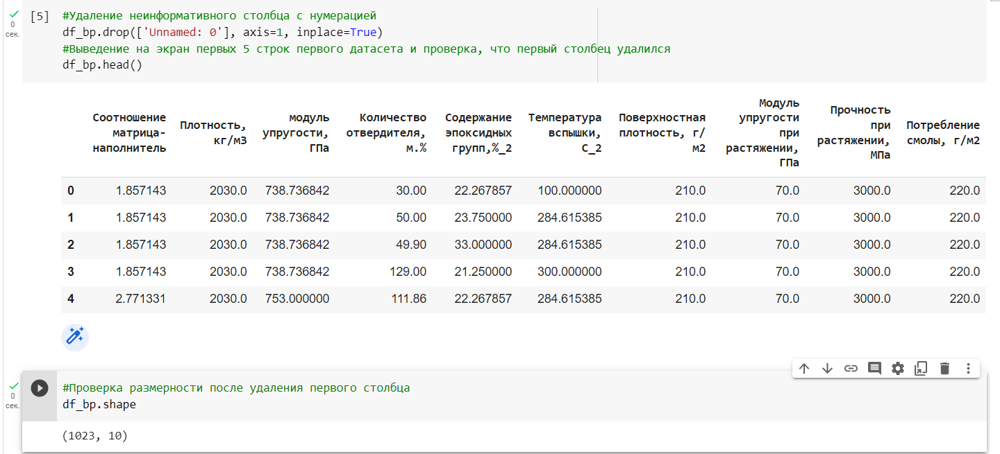 [5] #Удаление неинформативного столбца с нумерацией
0 df_bp.drop(['Unnamed: 0'], axis=1, inplace=True)
сек.
#Выведение на экран первых 5 строк первого датасета и проверка, что первый столбец удалился
df_bp.head()
Соотношение матрица-наполнитель Плотность, кг/м3 модуль упругости, ГПа Количество отвердителя, м.% Содержание эпоксидных групп,%_2 Температура вспышки, С_2 Поверхностная плотность, г/м2 Модуль упругости при растяжении, ГПа Прочность при растяжении, МПа Потребление смолы, г/м2
0 1.857143 2030.0 738.736842 30.00 22.267857 100.000000 210.0 70.0 3000.0 220.0
1 1.857143 2030.0 738.736842 50.00 23.750000 284.615385 210.0 70.0 3000.0 220.0
2 1.857143 2030.0 738.736842 49.90 33.000000 284.615385 210.0 70.0 3000.0 220.0
3 1.857143 2030.0 738.736842 129.00 21.250000 300.000000 210.0 70.0 3000.0 220.0
4 2.771331 2030.0 753.000000 111.86 22.267857 284.615385 210.0 70.0 3000.0 220.0
#Проверка размерности после удаления первого столбца
0 df_bp.shape
сек.
(1023, 10)